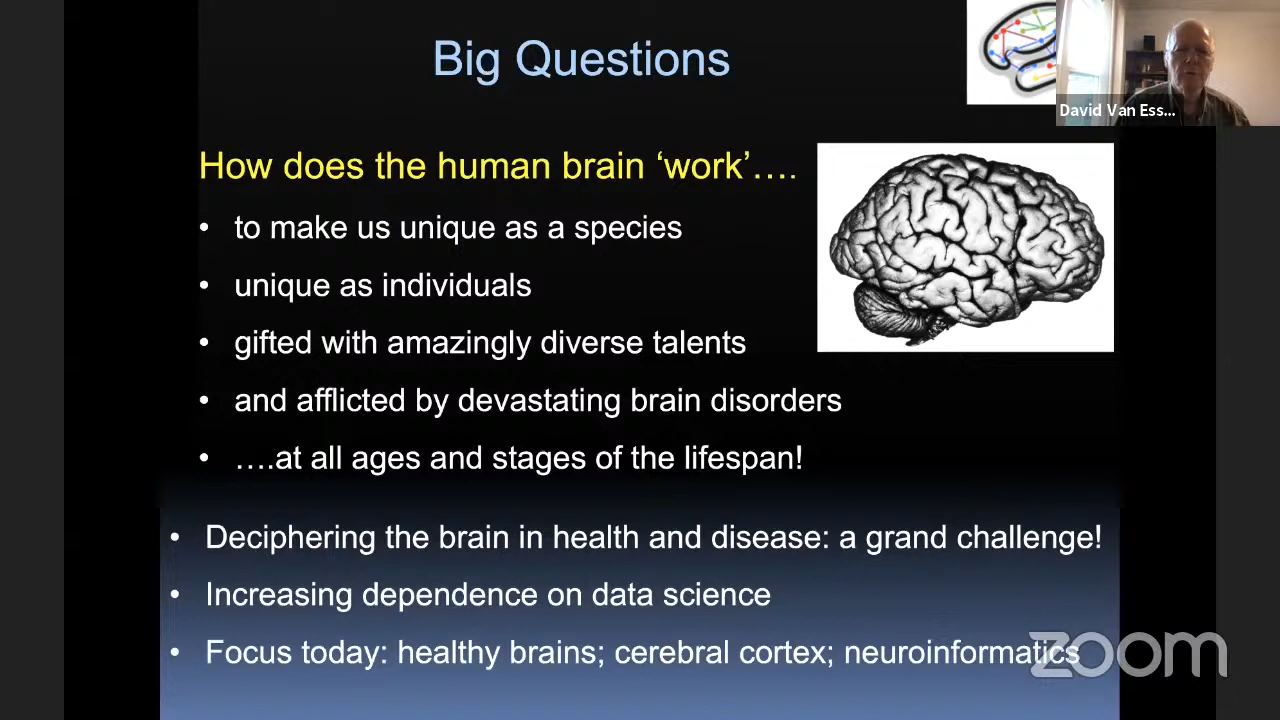 Big Questions
David Van Ess...
How does the human brain ‘work’….
• to make us unique as a species
• unique as individuals
• gifted with amazingly diverse talents
• and afflicted by devastating brain disorders
• ….at all ages and stages of the lifespan!
• Deciphering the brain in health and disease: a grand challenge!
• Increasing dependence on data science
• Focus today: healthy brains; cerebral cortex; neuroinformatics
zoom